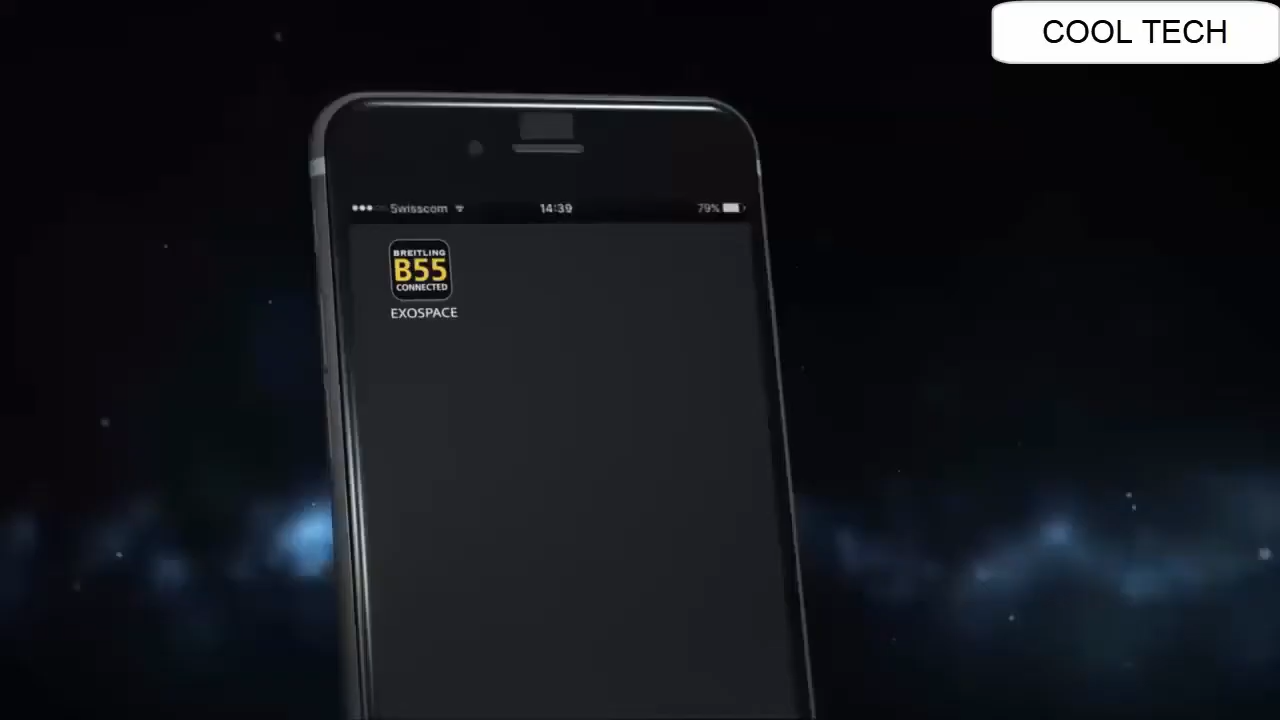 COOL TECH
Swisscom 14:39 79%
BREITLING
B55
CONNECTED
EXOSPACE